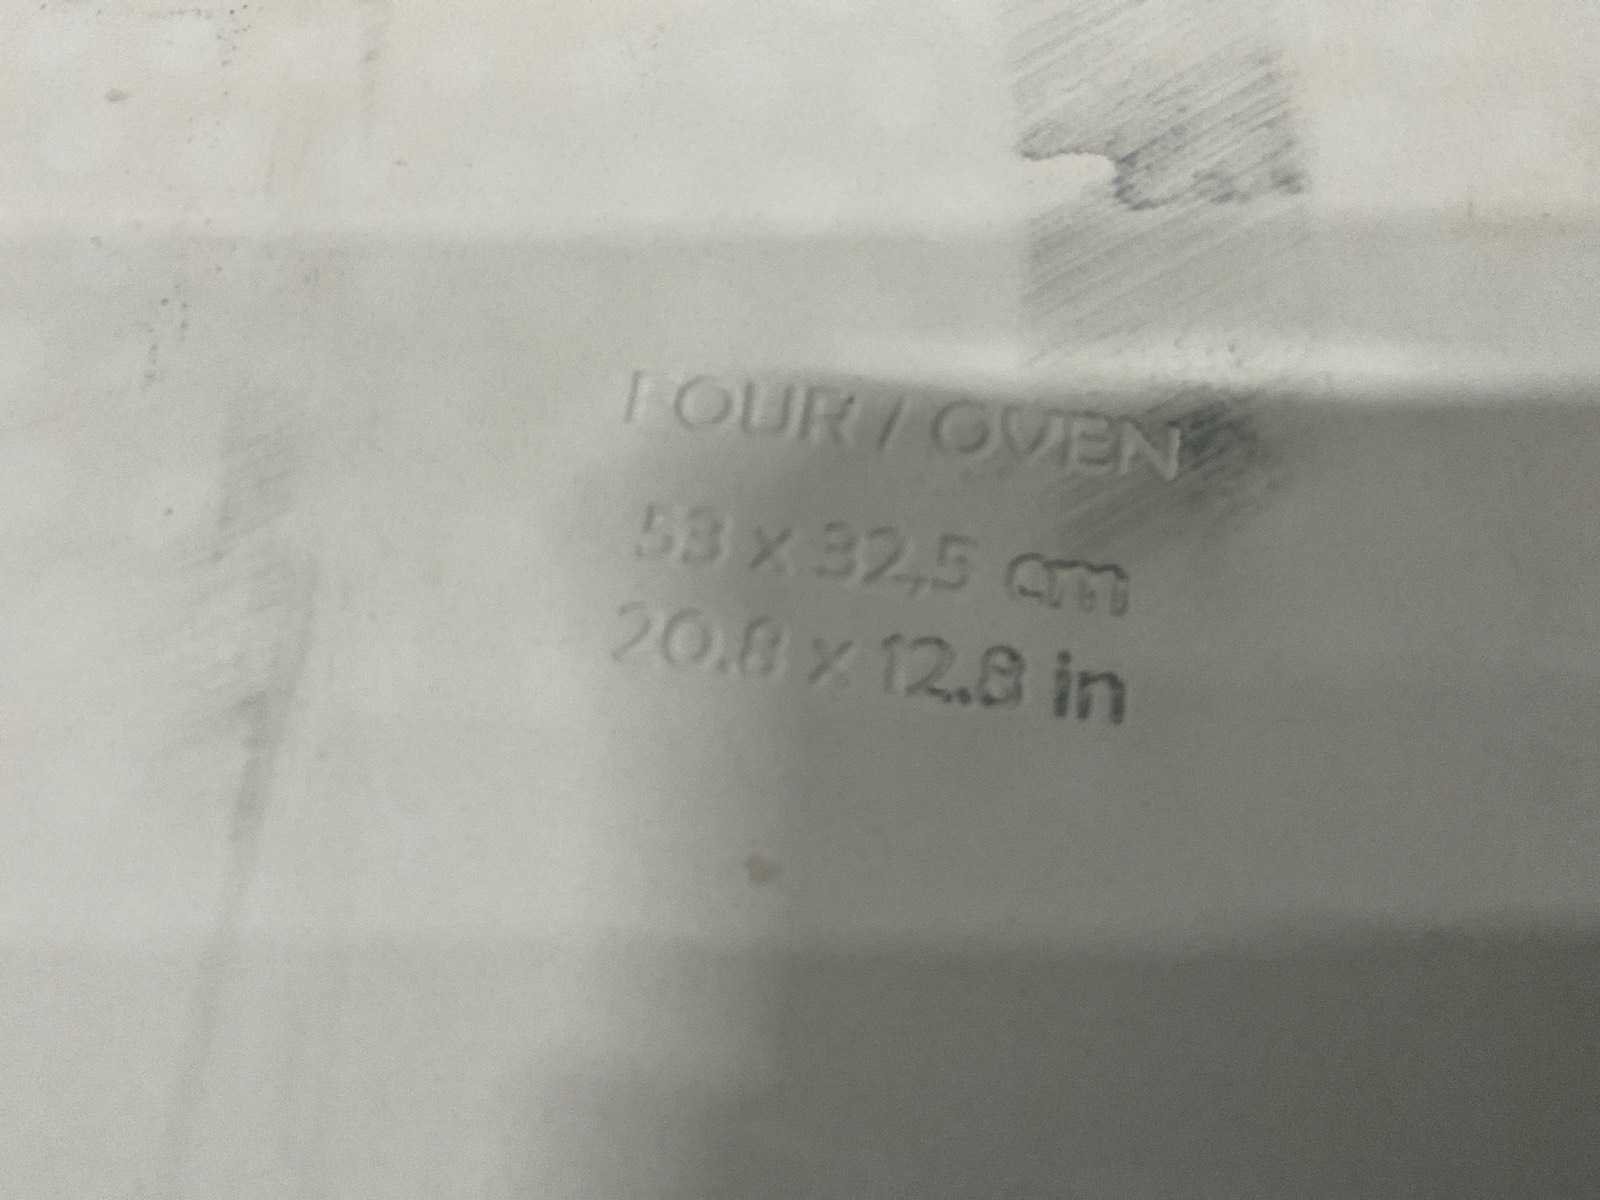 FOUR / OVEN
53 x 32,5 cm
20.8 x 12.8 in